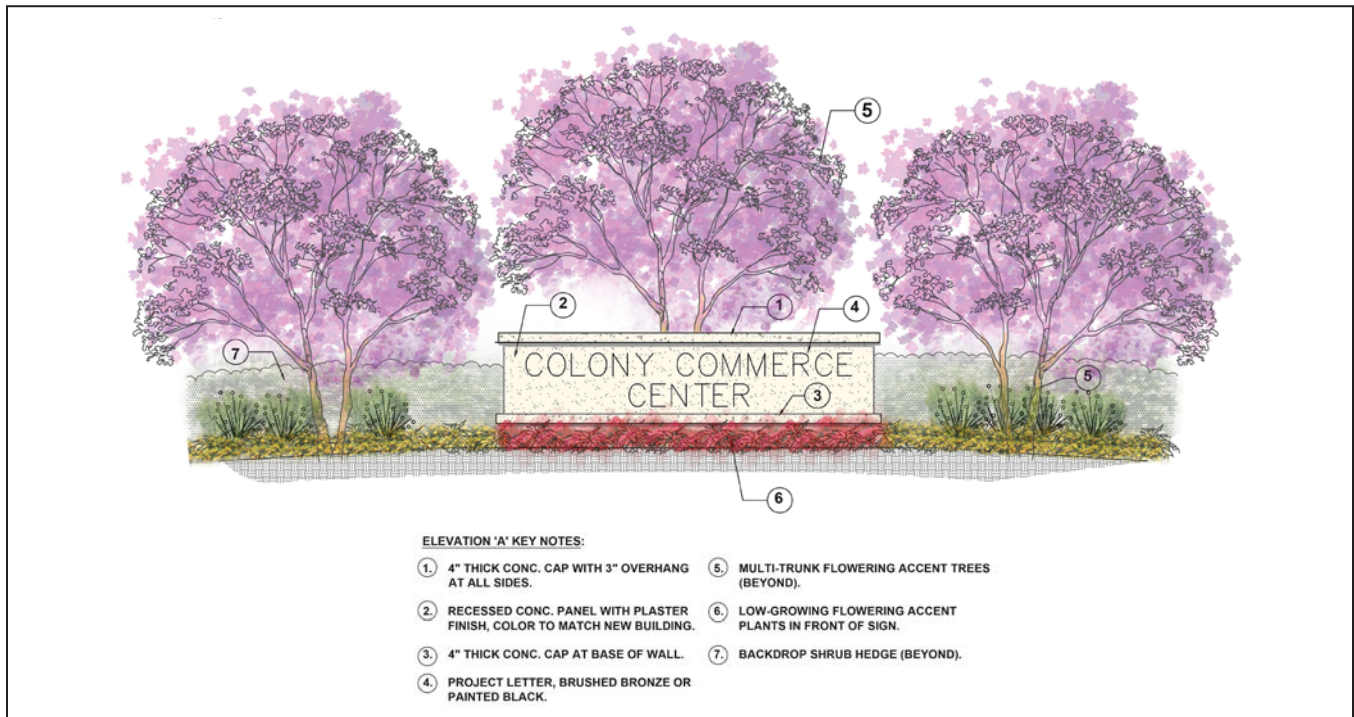 5
2
1
4
COLONY COMMERCE
CENTER
7
5
3
6
ELEVATION 'A' KEY NOTES:
1. 4" THICK CONC. CAP WITH 3" OVERHANG
AT ALL SIDES.
2. RECESSED CONC. PANEL WITH PLASTER
FINISH, COLOR TO MATCH NEW BUILDING.
3. 4" THICK CONC. CAP AT BASE OF WALL.
4. PROJECT LETTER, BRUSHED BRONZE OR
PAINTED BLACK.
5. MULTI-TRUNK FLOWERING ACCENT TREES
(BEYOND).
6. LOW-GROWING FLOWERING ACCENT
PLANTS IN FRONT OF SIGN.
7. BACKDROP SHRUB HEDGE (BEYOND).